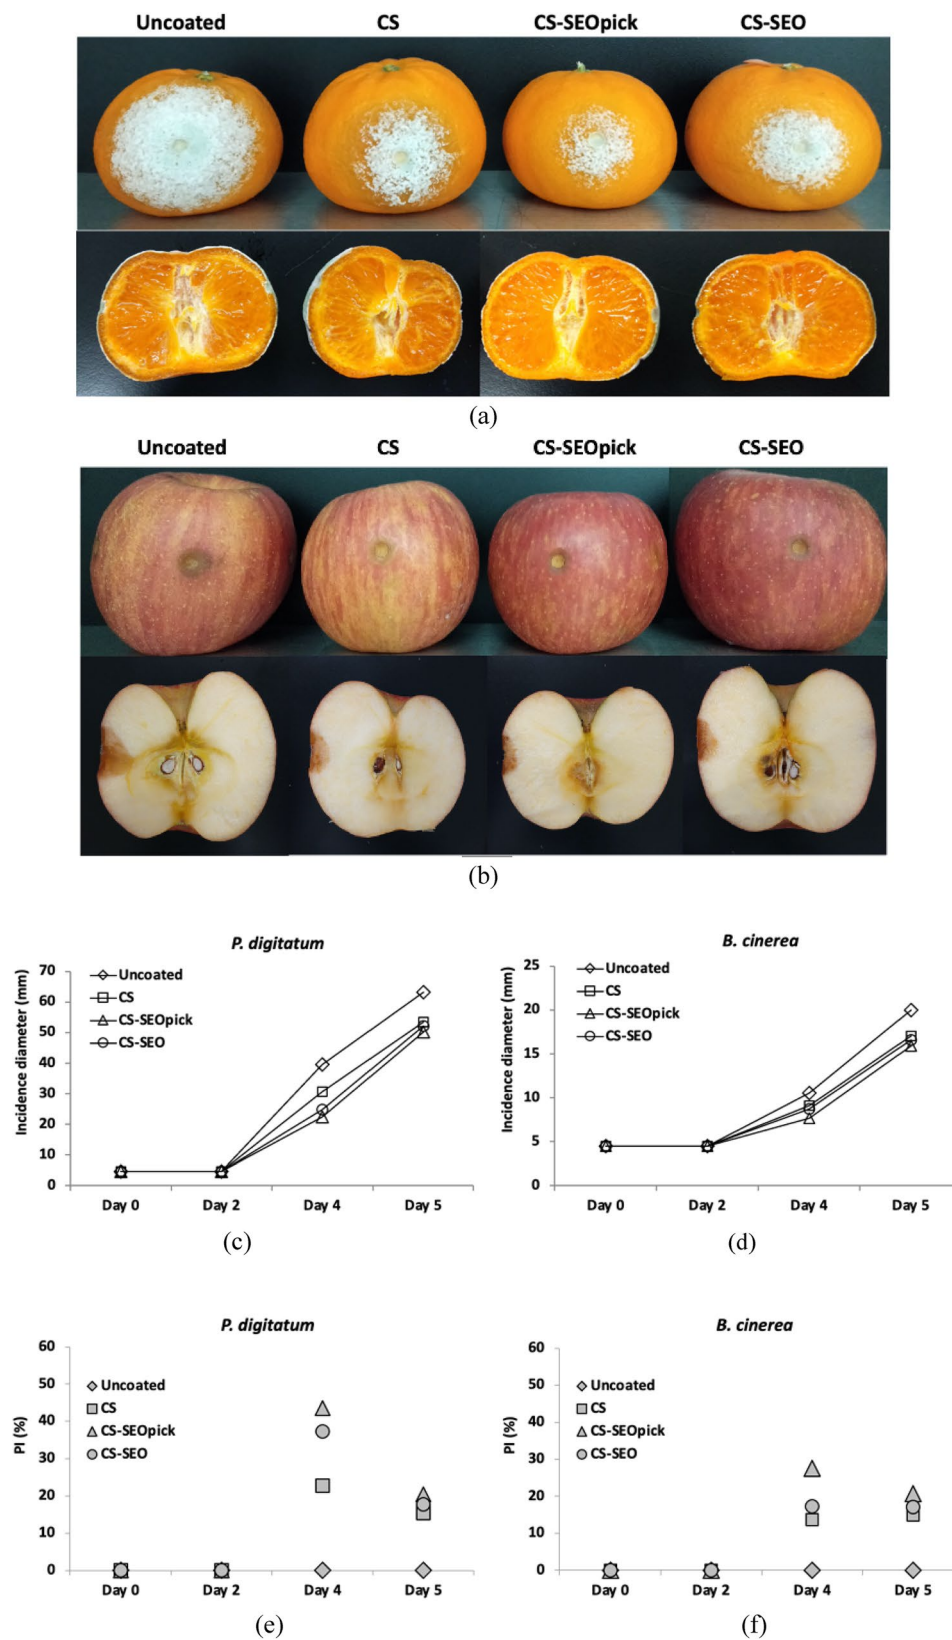 Uncoated CS CS-SEOpick CS-SEO
(a)
Uncoated CS CS-SEOpick CS-SEO
(b)
P. digitatum
Incidence diameter (mm)
70
60
50
40
30
20
10
0
Uncoated
CS
CS-SEOpick
CS-SEO
Day 0 Day 2 Day 4 Day 5
(c)
B. cinerea
Incidence diameter (mm)
25
20
15
10
5
0
Uncoated
CS
CS-SEOpick
CS-SEO
Day 0 Day 2 Day 4 Day 5
(d)
P. digitatum
PI (%)
60
50
40
30
20
10
0
Uncoated
CS
CS-SEOpick
CS-SEO
Day 0 Day 2 Day 4 Day 5
(e)
B. cinerea
PI (%)
60
50
40
30
20
10
0
Uncoated
CS
CS-SEOpick
CS-SEO
Day 0 Day 2 Day 4 Day 5
(f)